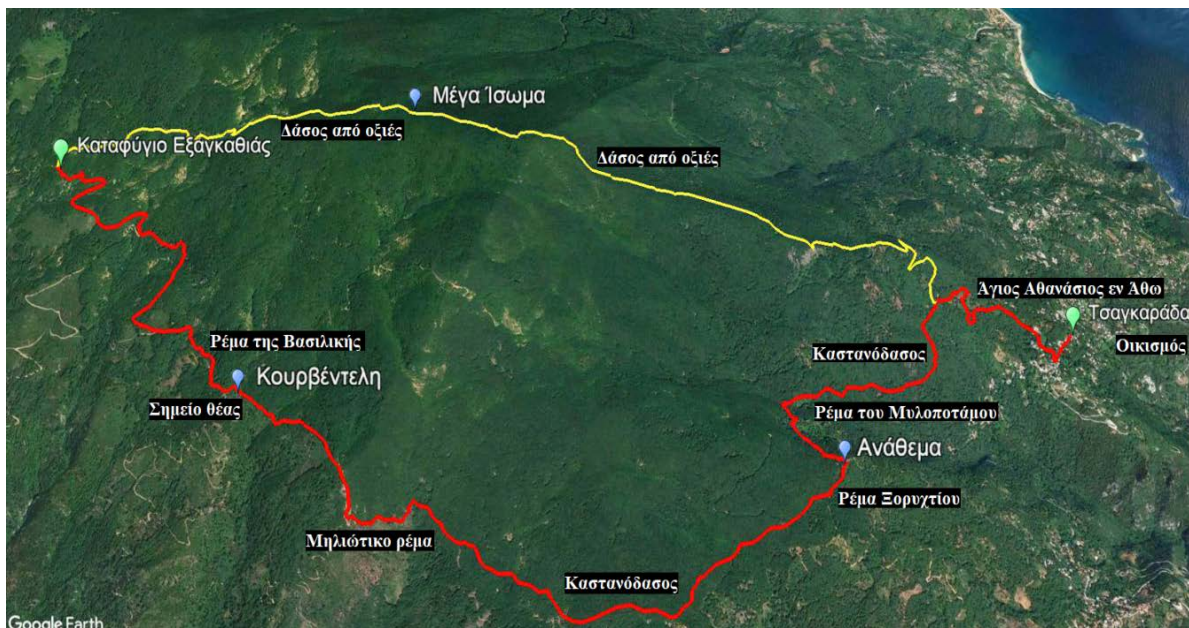 Μέγα Ίσωμα
Δάσος από οξιές
Καταφύγιο Εξάγκαθιάς
Δάσος από οξιές
Άγιος Αθανάσιος εν Άθω
Τσαγκαράδα
Οικισμός
Ρέμα της Βασιλικής
Καστανόδασος
Κουρβέντελη
Σημείο θέας
Ρέμα του Μυλοποτάμου
Ανάθεμα
Ρέμα Ξορυχτίου
Μηλιώτικο ρέμα
Καστανόδασος
Google Earth